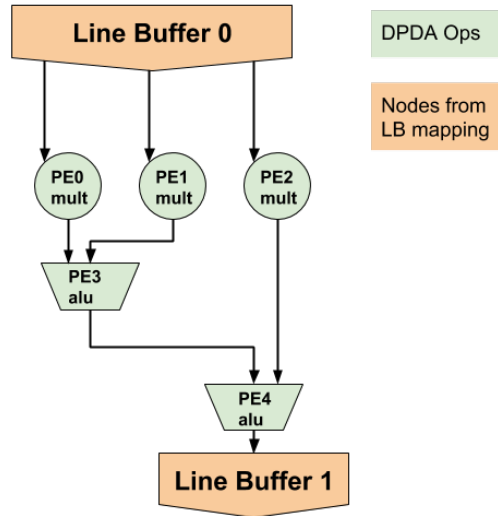 Line Buffer 0
DPDA Ops
Nodes from
LB mapping
PE0
mult
PE1
mult
PE2
mult
PE3
alu
PE4
alu
Line Buffer 1